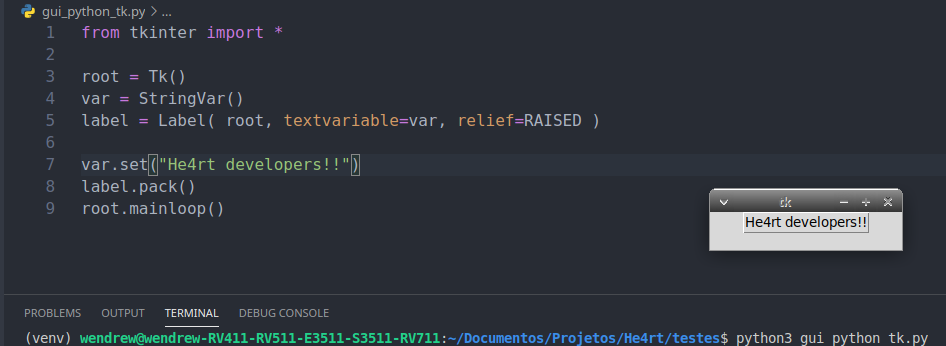 gui_python_tk.py > ...
1 from tkinter import *
2
3 root = Tk()
4 var = StringVar()
5 label = Label( root, textvariable=var, relief=RAISED )
6
7 var.set("He4rt developers!!")
8 label.pack()
9 root.mainloop()
tk
He4rt developers!!
PROBLEMS OUTPUT TERMINAL DEBUG CONSOLE
(venv) wendrew@wendrew-RV411-RV511-E3511-S3511-RV711:~/Documentos/Projetos/He4rt/testes$ python3 gui_python_tk.py